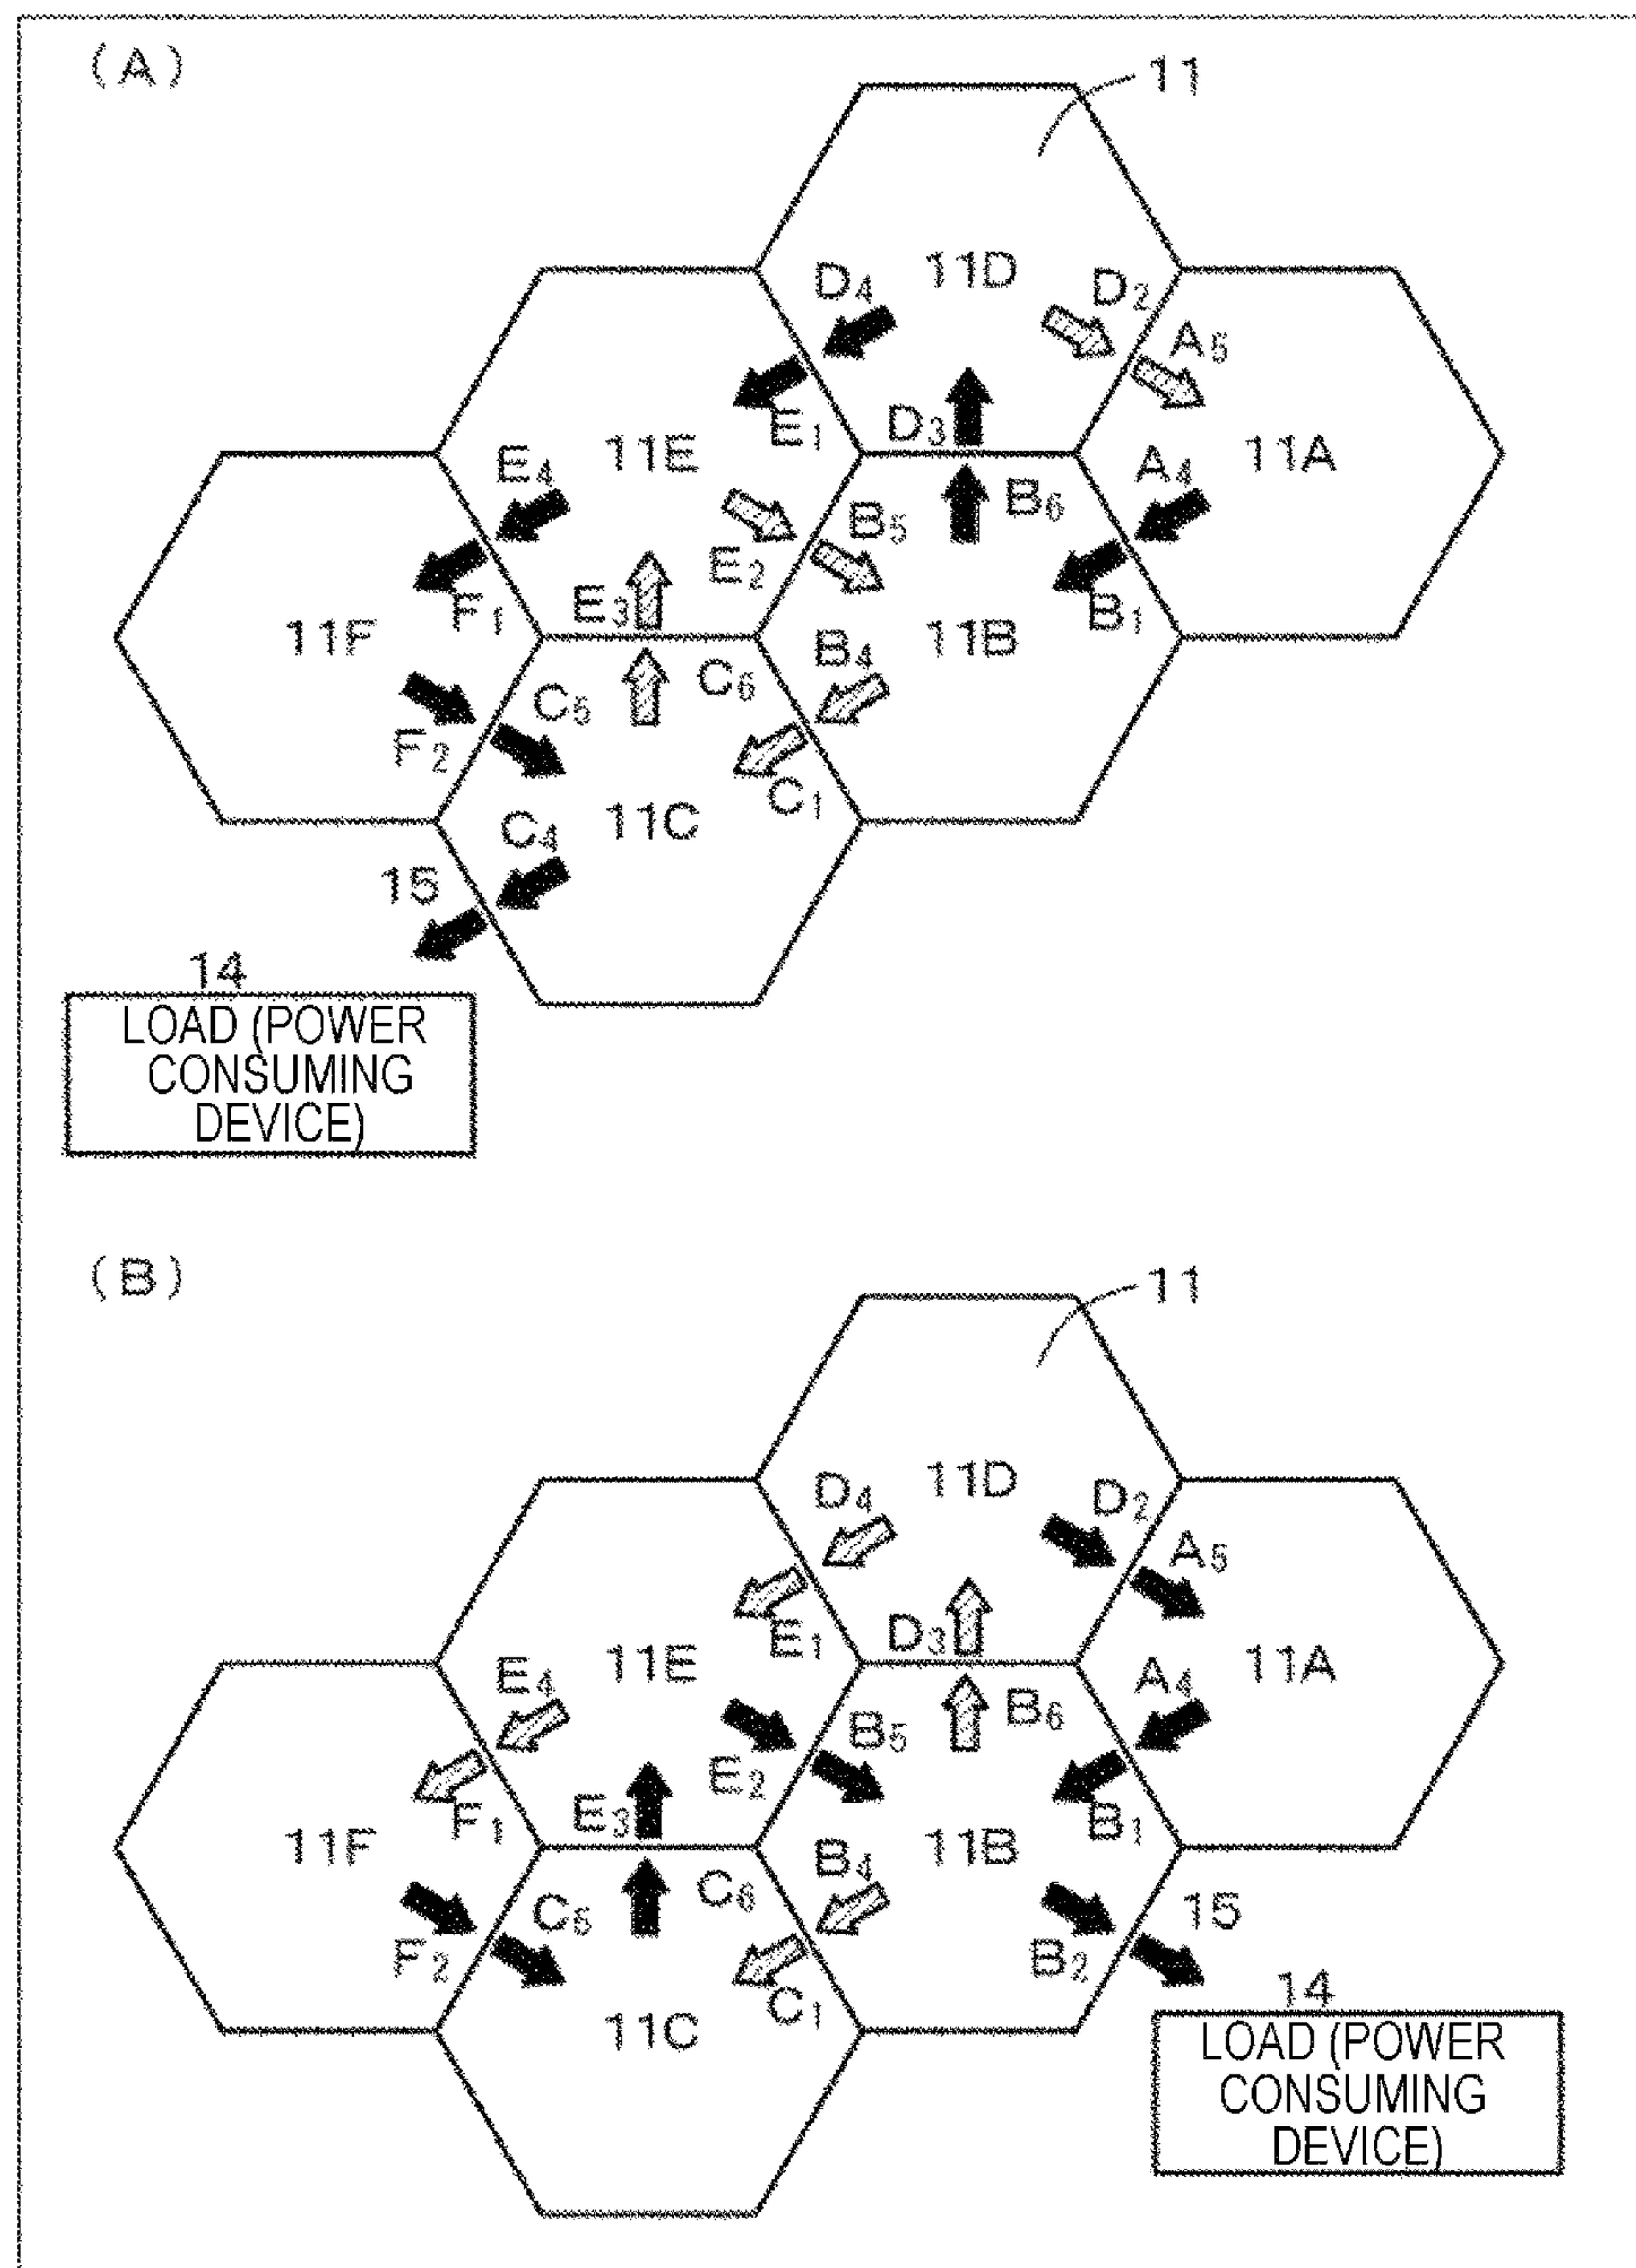 (A)
11
11D
D4
D2
A5
E1
D3
11E
11A
E4
A4
B5
B6
E2
E3
F1
B1
11F
11B
B4
C5
C6
F2
C1
C4
11C
15
14
LOAD (POWER
CONSUMING
DEVICE)
(B)
11
11D
D4
D2
A5
E1
D3
11E
11A
E4
A4
B5
B6
E2
E3
F1
B1
11F
11B
B4
C5
C6
15
F2
B2
C1
14
11C
LOAD (POWER
CONSUMING
DEVICE)